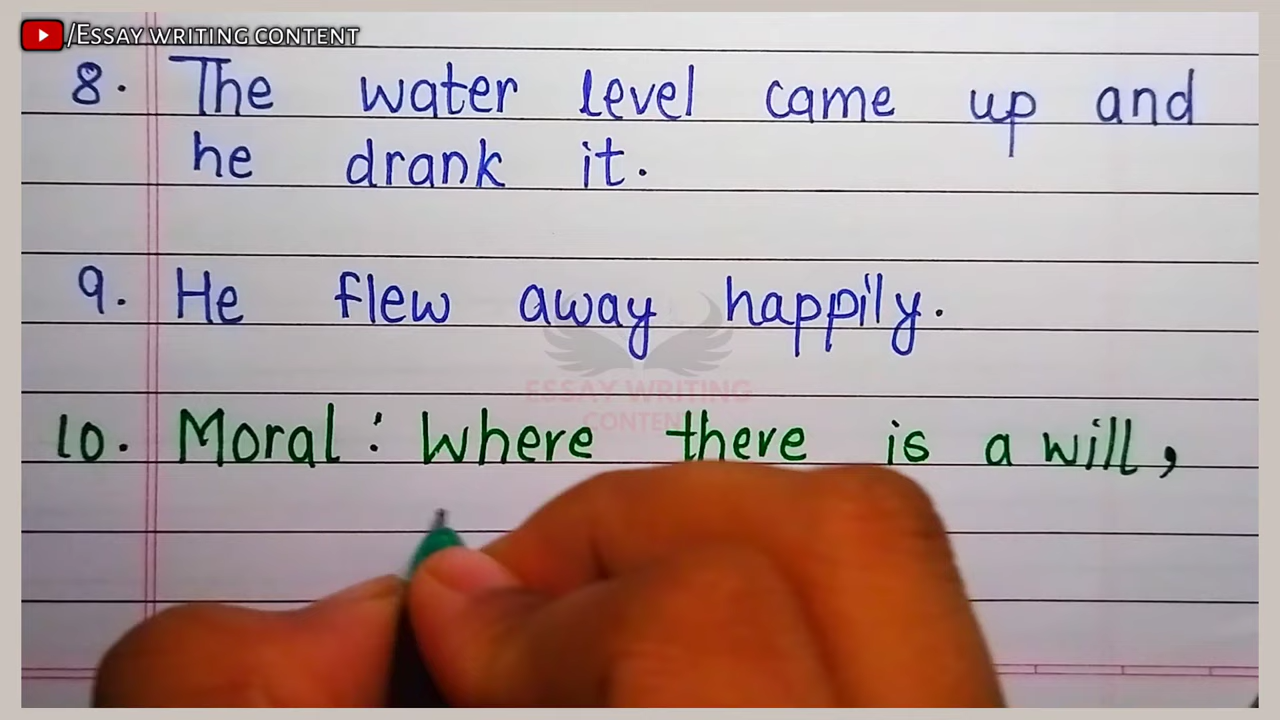 /Essay writing content
8. The water level came up and
he drank it.
9. He flew away happily.
ESSAY WRITING
CONTENT
10. Moral : Where there is a will,